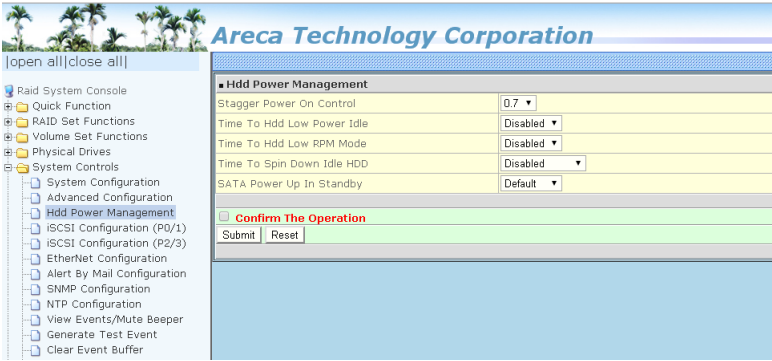 Areca Technology Corporation
|open all|close all|
Raid System Console
Quick Function
RAID Set Functions
Volume Set Functions
Physical Drives
System Controls
System Configuration
Advanced Configuration
Hdd Power Management
iSCSI Configuration (P0/1)
iSCSI Configuration (P2/3)
EtherNet Configuration
Alert By Mail Configuration
SNMP Configuration
NTP Configuration
View Events/Mute Beeper
Generate Test Event
Clear Event Buffer
Hdd Power Management
Stagger Power On Control 0.7
Time To Hdd Low Power Idle Disabled
Time To Hdd Low RPM Mode Disabled
Time To Spin Down Idle HDD Disabled
SATA Power Up In Standby Default
Confirm The Operation
Submit Reset